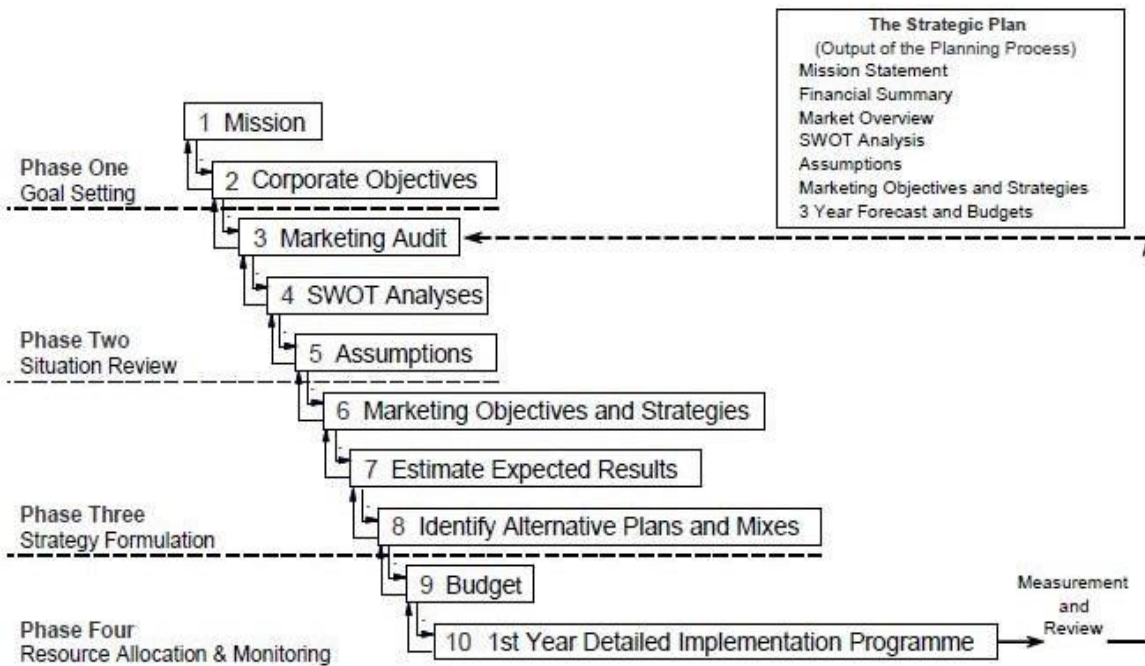 The Strategic Plan
(Output of the Planning Process)
Mission Statement
Financial Summary
Market Overview
SWOT Analysis
Assumptions
Marketing Objectives and Strategies
3 Year Forecast and Budgets
1 Mission
Phase One
Goal Setting
2 Corporate Objectives
3 Marketing Audit
4 SWOT Analyses
Phase Two
Situation Review
5 Assumptions
6 Marketing Objectives and Strategies
7 Estimate Expected Results
Phase Three
Strategy Formulation
8 Identify Alternative Plans and Mixes
9 Budget
Measurement
and
Review
Phase Four
Resource Allocation & Monitoring
10 1st Year Detailed Implementation Programme